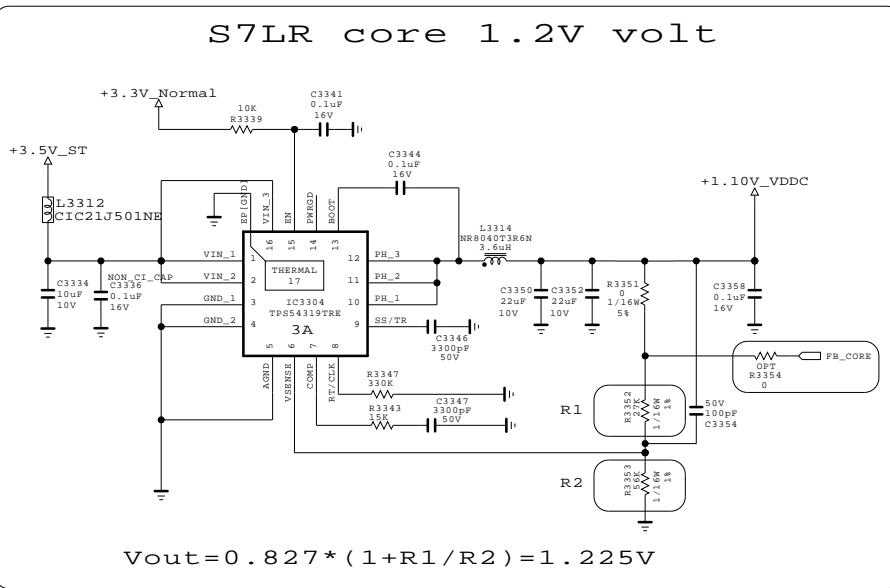 S7LR core 1.2V volt
+3.3V_Normal
10K
R3339
C3341
0.1uF
16V
+3.5V_ST
L3312
CIC21J501NE
C3344
0.1uF
16V
+1.10V_VDDC
EP[GND]
VIN_3
EN
PWRGD
BOOT
16
15
14
13
L3314
NR8040T3R6N
3.6uH
VIN_1
1
VIN_2
2
GND_1
3
GND_2
4
THERMAL
17
IC3304
TPS54319TRE
3A
12
PH_3
11
PH_2
10
PH_1
9
SS/TR
5
6
7
8
AGND
VSENSE
COMP
RT/CLK
C3334
10uF
10V
NON_CI_CAP
C3336
0.1uF
16V
C3346
3300pF
50V
R3347
330K
R3343
15K
C3347
3300pF
50V
C3350
22uF
10V
C3352
22uF
10V
R3351
0
1/16W
5%
C3358
0.1uF
16V
OPT
R3354
0
FB_CORE
R1
R3352
27K
1/16W
1%
50V
100pF
C3354
R2
R3353
56K
1/16W
1%
Vout=0.827*(1+R1/R2)=1.225V